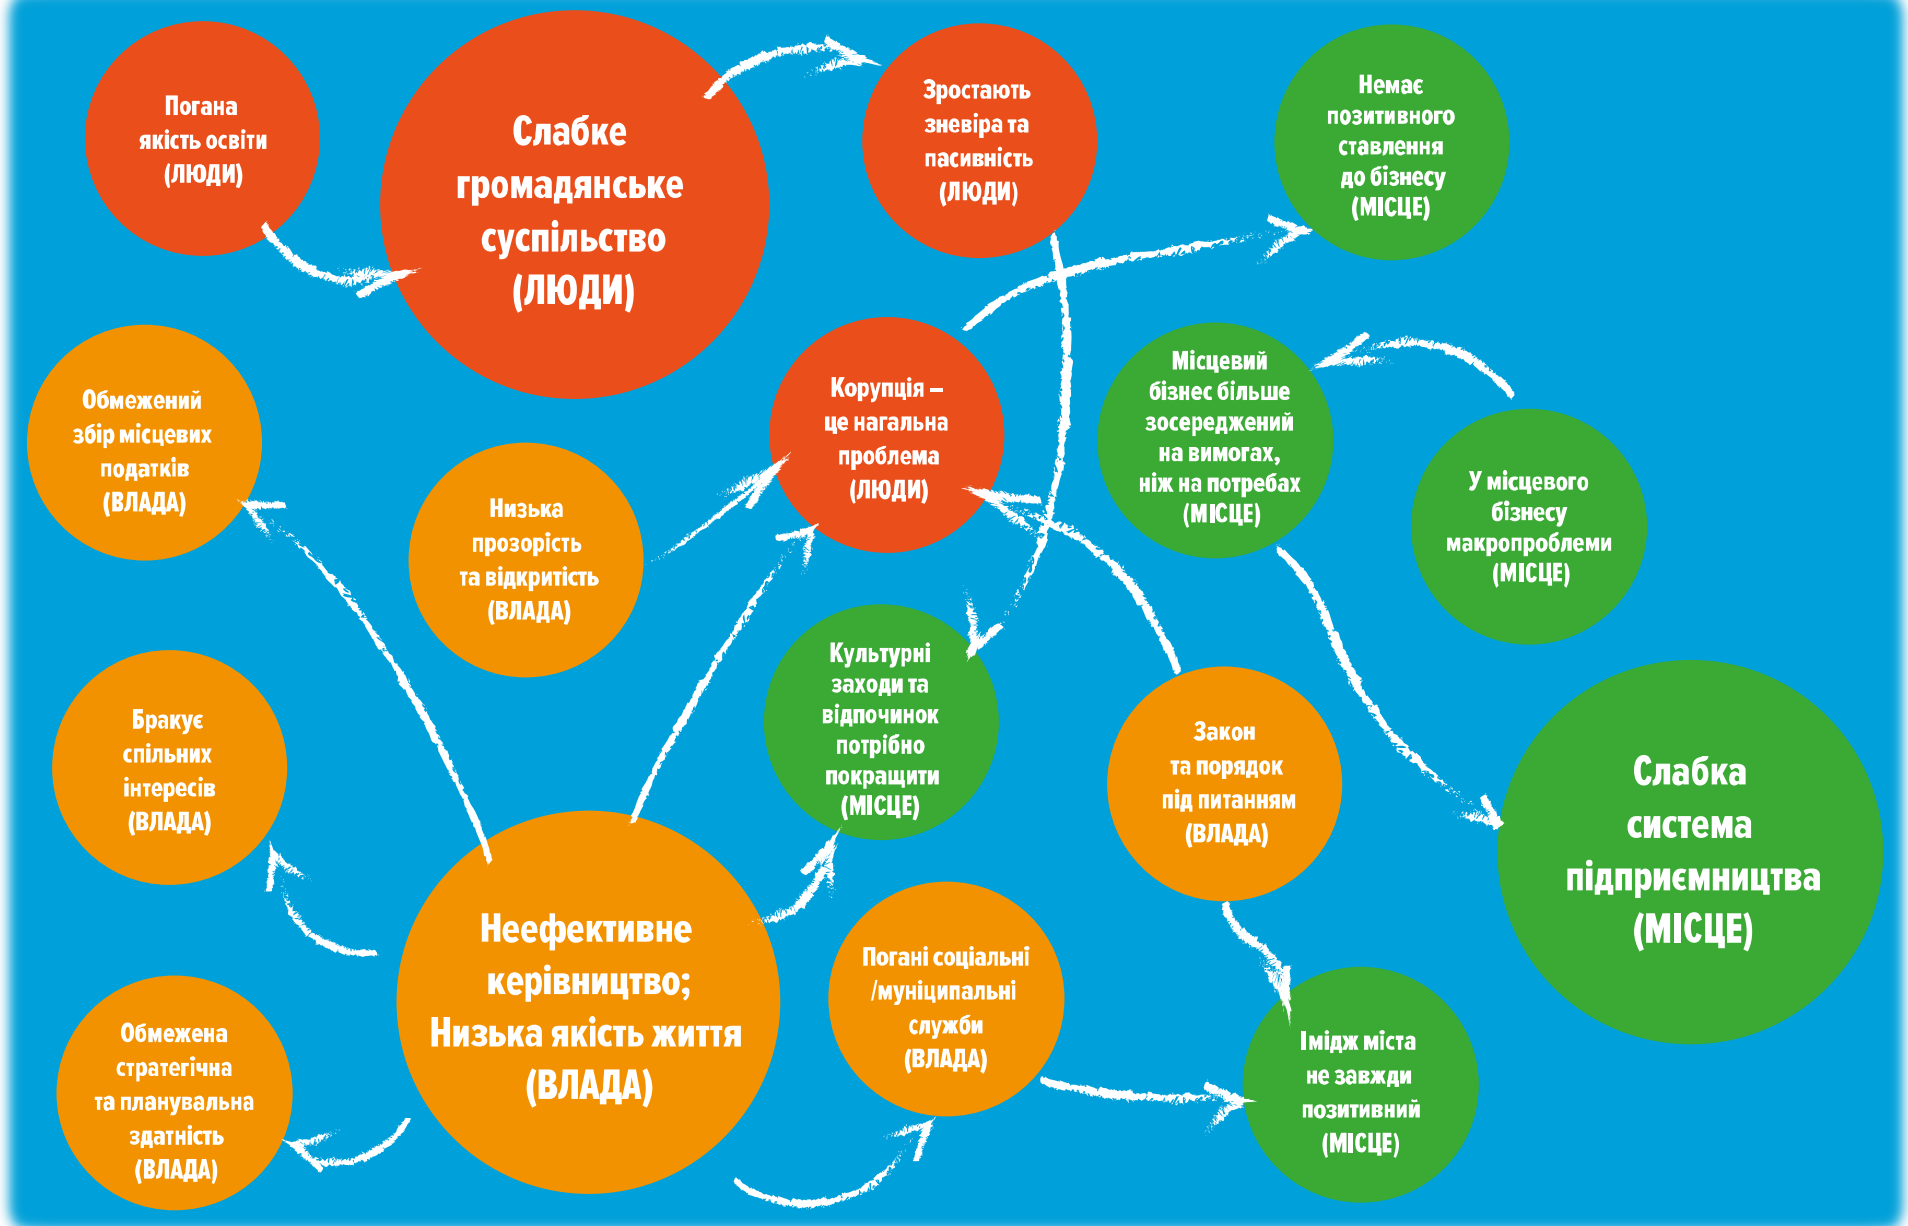 Погана
якість освіти
(ЛЮДИ)
Слабке
громадянське
суспільство
(ЛЮДИ)
Зростають
зневіра та
пасивність
(ЛЮДИ)
Немає
позитивного
ставлення
до бізнесу
(МІСЦЕ)
Обмежений
збір місцевих
податків
(ВЛАДА)
Низька
прозорість
та відкритість
(ВЛАДА)
Корупція –
це нагальна
проблема
(ЛЮДИ)
Місцевий
бізнес більше
зосереджений
на вимогах,
ніж на потребах
(МІСЦЕ)
У місцевого
бізнесу
макропроблеми
(МІСЦЕ)
Бракує
спільних
інтересів
(ВЛАДА)
Культурні
заходи та
відпочинок
потрібно
покращити
(МІСЦЕ)
Закон
та порядок
під питанням
(ВЛАДА)
Слабка
система
підприємництва
(МІСЦЕ)
Обмежена
стратегічна
та планувальна
здатність
(ВЛАДА)
Неефективне
керівництво;
Низька якість життя
(ВЛАДА)
Погані соціальні
/муніципальні
служби
(ВЛАДА)
Імідж міста
не завжди
позитивний
(МІСЦЕ)